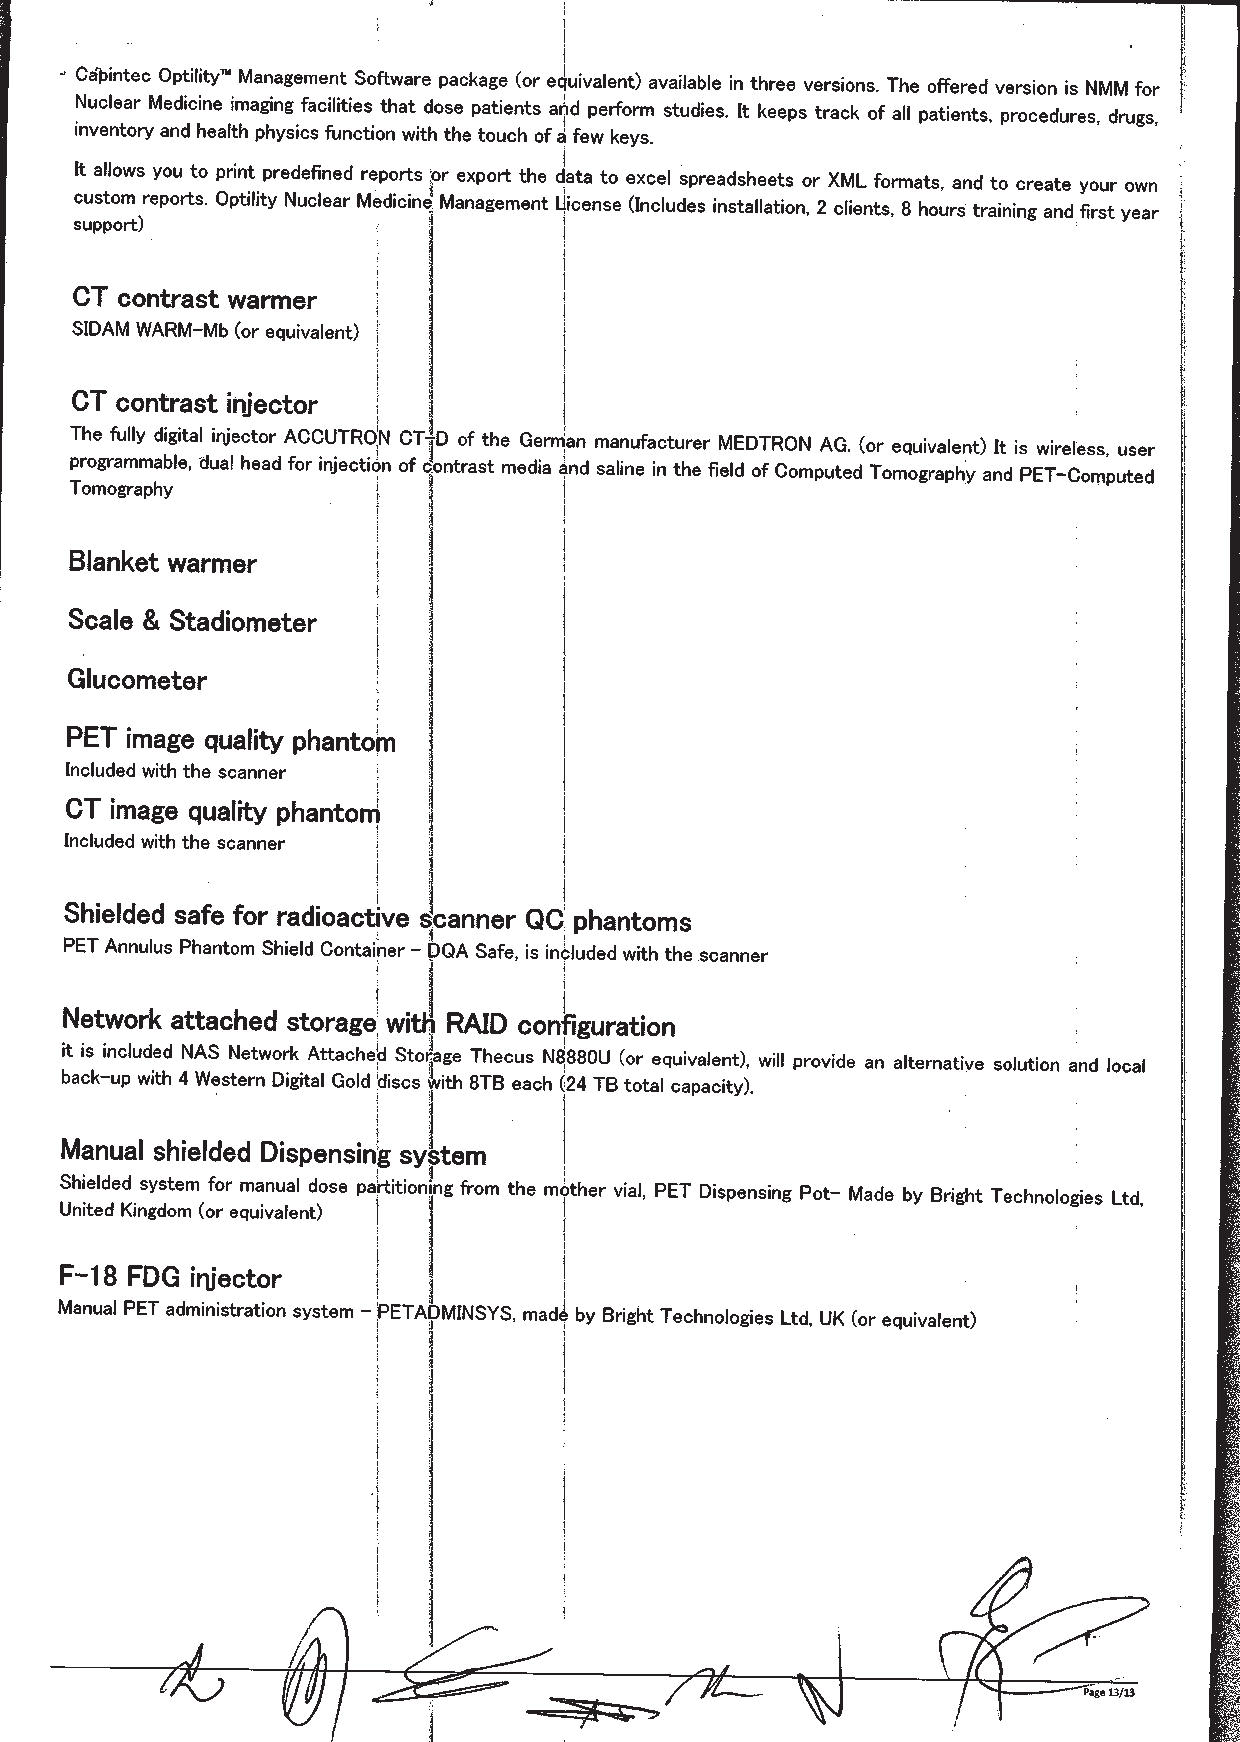 - Capintec Optility™ Management Software package (or equivalent) available in three versions. The offered version is NMM for
Nuclear Medicine imaging facilities that dose patients and perform studies. It keeps track of all patients, procedures, drugs,
inventory and health physics function with the touch of a few keys.
It allows you to print predefined reports or export the data to excel spreadsheets or XML formats, and to create your own
custom reports. Optility Nuclear Medicine Management License (Includes installation, 2 clients, 8 hours training and first year
support)
CT contrast warmer
SIDAM WARM-Mb (or equivalent)
CT contrast injector
The fully digital injector ACCUTRON CT-D of the German manufacturer MEDTRON AG. (or equivalent) It is wireless, user
programmable, dual head for injection of contrast media and saline in the field of Computed Tomography and PET-Computed
Tomography
Blanket warmer
Scale & Stadiometer
Glucometer
PET image quality phantom
Included with the scanner
CT image quality phantom
Included with the scanner
Shielded safe for radioactive scanner QC phantoms
PET Annulus Phantom Shield Container - DQA Safe, is included with the scanner
Network attached storage with RAID configuration
it is included NAS Network Attached Storage Thecus N8880U (or equivalent), will provide an alternative solution and local
back-up with 4 Western Digital Gold discs with 8TB each (24 TB total capacity).
Manual shielded Dispensing system
Shielded system for manual dose partitioning from the mother vial, PET Dispensing Pot- Made by Bright Technologies Ltd,
United Kingdom (or equivalent)
F-18 FDG injector
Manual PET administration system - PETADMINSYS, made by Bright Technologies Ltd, UK (or equivalent)
Page 13/13